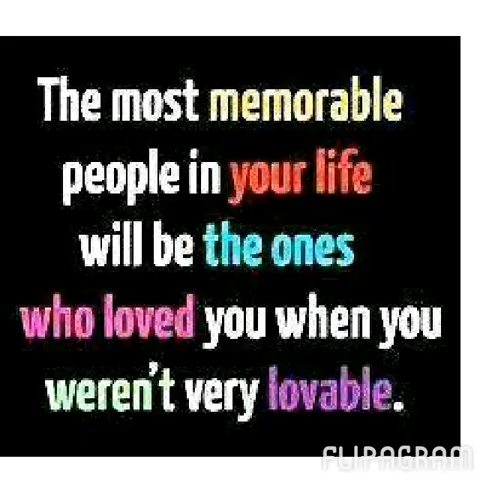 The most memorable
people in your life
will be the ones
who loved you when you
weren't very lovable.
FLIPAGRAM